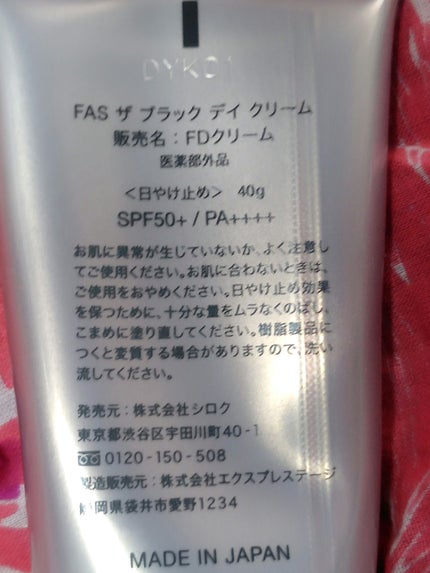 DYK01
FAS ザ ブラック デイ クリーム
販売名：FDクリーム
医薬部外品
＜日やけ止め＞ 40g
SPF50+ / PA++++
お肌に異常が生じていないか、よく注意し
てご使用ください。お肌に合わないときは、
ご使用をおやめください。日やけ止め効果
を保つために、十分な量をムラなくのばし、
こまめに塗り直してください。樹脂製品に
つくと変質する場合がありますので、洗い
流してください。
発売元：株式会社シロク
東京都渋谷区宇田川町40-1
0120-150-508
製造販売元：株式会社エクスプレステージ
静岡県袋井市愛野1234
MADE IN JAPAN